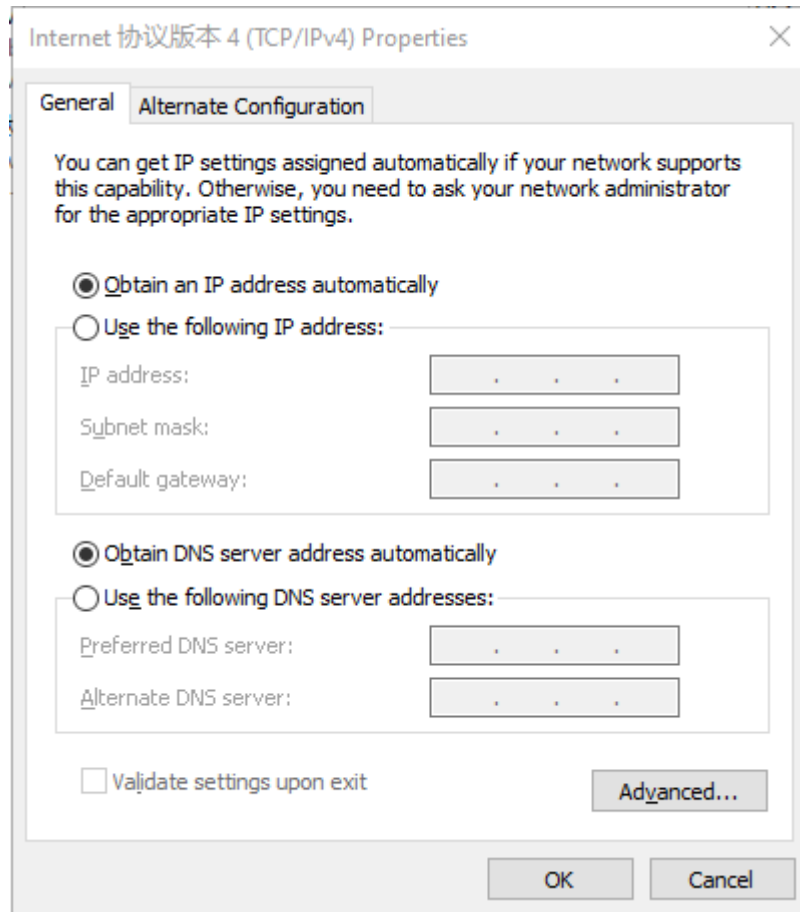 Internet 协议版本 4 (TCP/IPv4) Properties
General
Alternate Configuration
You can get IP settings assigned automatically if your network supports
this capability. Otherwise, you need to ask your network administrator
for the appropriate IP settings.
Obtain an IP address automatically
Use the following IP address:
IP address:
Subnet mask:
Default gateway:
Obtain DNS server address automatically
Use the following DNS server addresses:
Preferred DNS server:
Alternate DNS server:
Validate settings upon exit
Advanced...
OK
Cancel